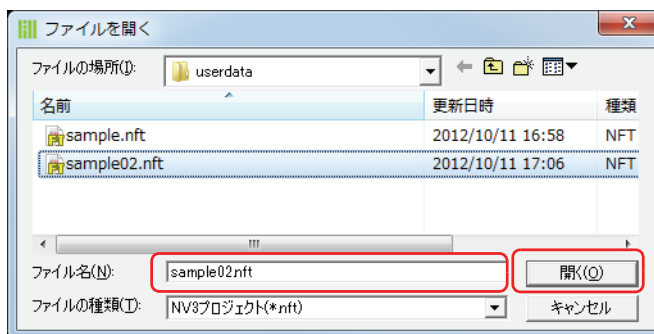 ファイルを開く
ファイルの場所(I): userdata
名前 更新日時 種類
sample.nft 2012/10/11 16:58 NFT
sample02.nft 2012/10/11 17:06 NFT
ファイル名(N): sample02.nft 開く(O)
ファイルの種類(T): NV3プロジェクト(*.nft) キャンセル